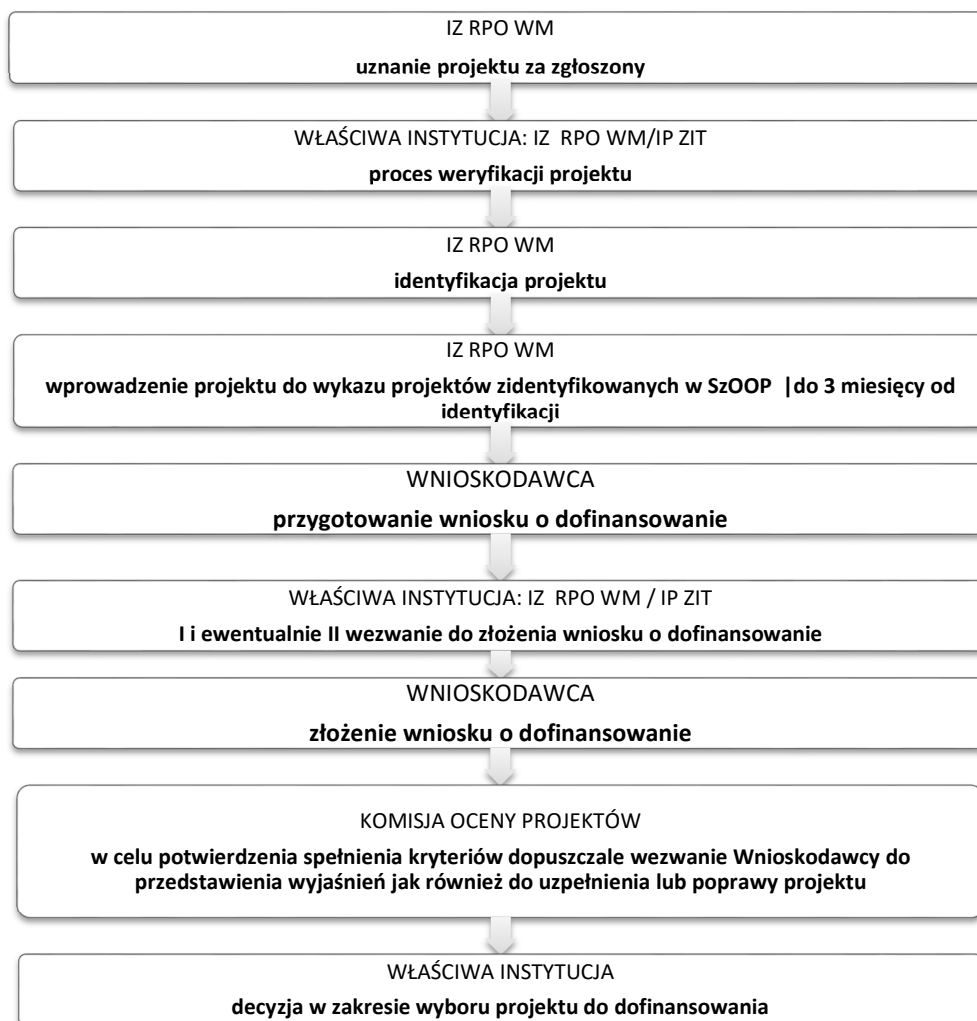 IZ RPO WM
uznanie projektu za zgłoszony
WŁAŚCIWA INSTYTUCJA: IZ RPO WM/IP ZIT
proces weryfikacji projektu
IZ RPO WM
identyfikacja projektu
IZ RPO WM
wprowadzenie projektu do wykazu projektów zidentyfikowanych w SzOOP |do 3 miesięcy od
identyfikacji
WNIOSKODAWCA
przygotowanie wniosku o dofinansowanie
WŁAŚCIWA INSTYTUCJA: IZ RPO WM / IP ZIT
I i ewentualnie II wezwanie do złożenia wniosku o dofinansowanie
WNIOSKODAWCA
złożenie wniosku o dofinansowanie
KOMISJA OCENY PROJEKTÓW
w celu potwierdzenia spełnienia kryteriów dopuszczale wezwanie Wnioskodawcy do
przedstawienia wyjaśnień jak również do uzpełnienia lub poprawy projektu
WŁAŚCIWA INSTYTUCJA
decyzja w zakresie wyboru projektu do dofinansowania